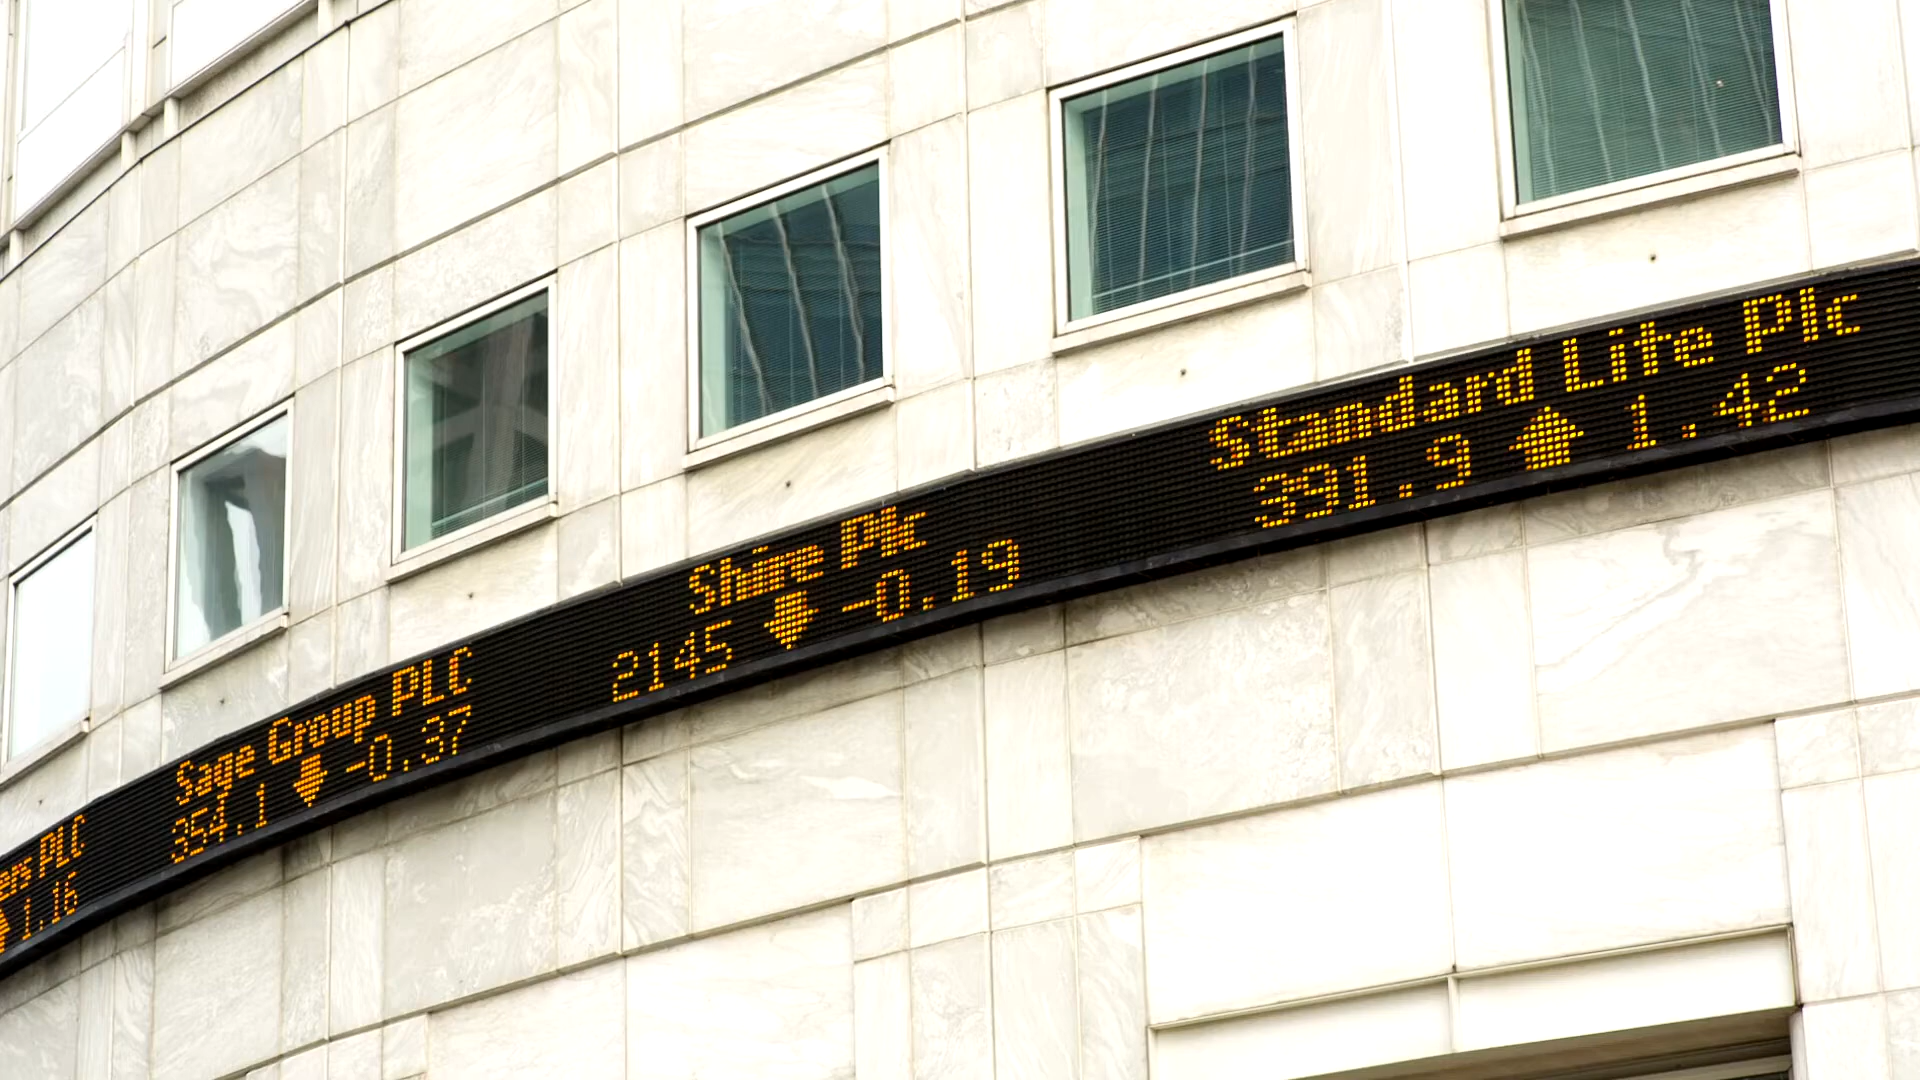 ers PLC
1.16
Sage Group PLC
354.1 -0.37
Shire Plc
2145 -0.19
Standard Life Plc
391.9 1.42